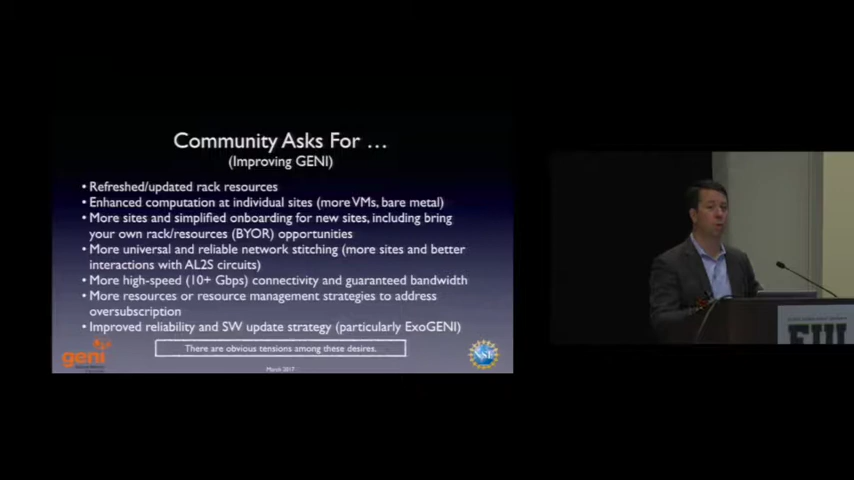 Community Asks For ...
(Improving GENI)
• Refreshed/updated rack resources
• Enhanced computation at individual sites (more VMs, bare metal)
• More sites and simplified onboarding for new sites, including bring
your own rack/resources (BYOR) opportunities
• More universal and reliable network stitching (more sites and better
interactions with AL2S circuits)
• More high-speed (10+ Gbps) connectivity and guaranteed bandwidth
• More resources or resource management strategies to address
oversubscription
• Improved reliability and SW update strategy (particularly ExoGENI)
There are obvious tensions among these desires.
geni
NSF
March 2017